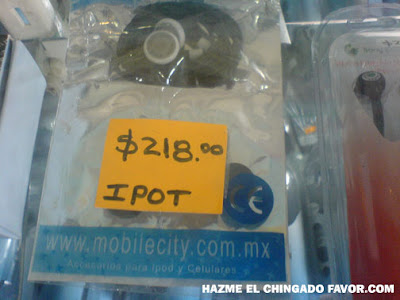 $218.00
IPOT
CE
www.mobilecity.com.mx
Accesorios para Ipod y Celulares
HAZME EL CHINGADO FAVOR.COM